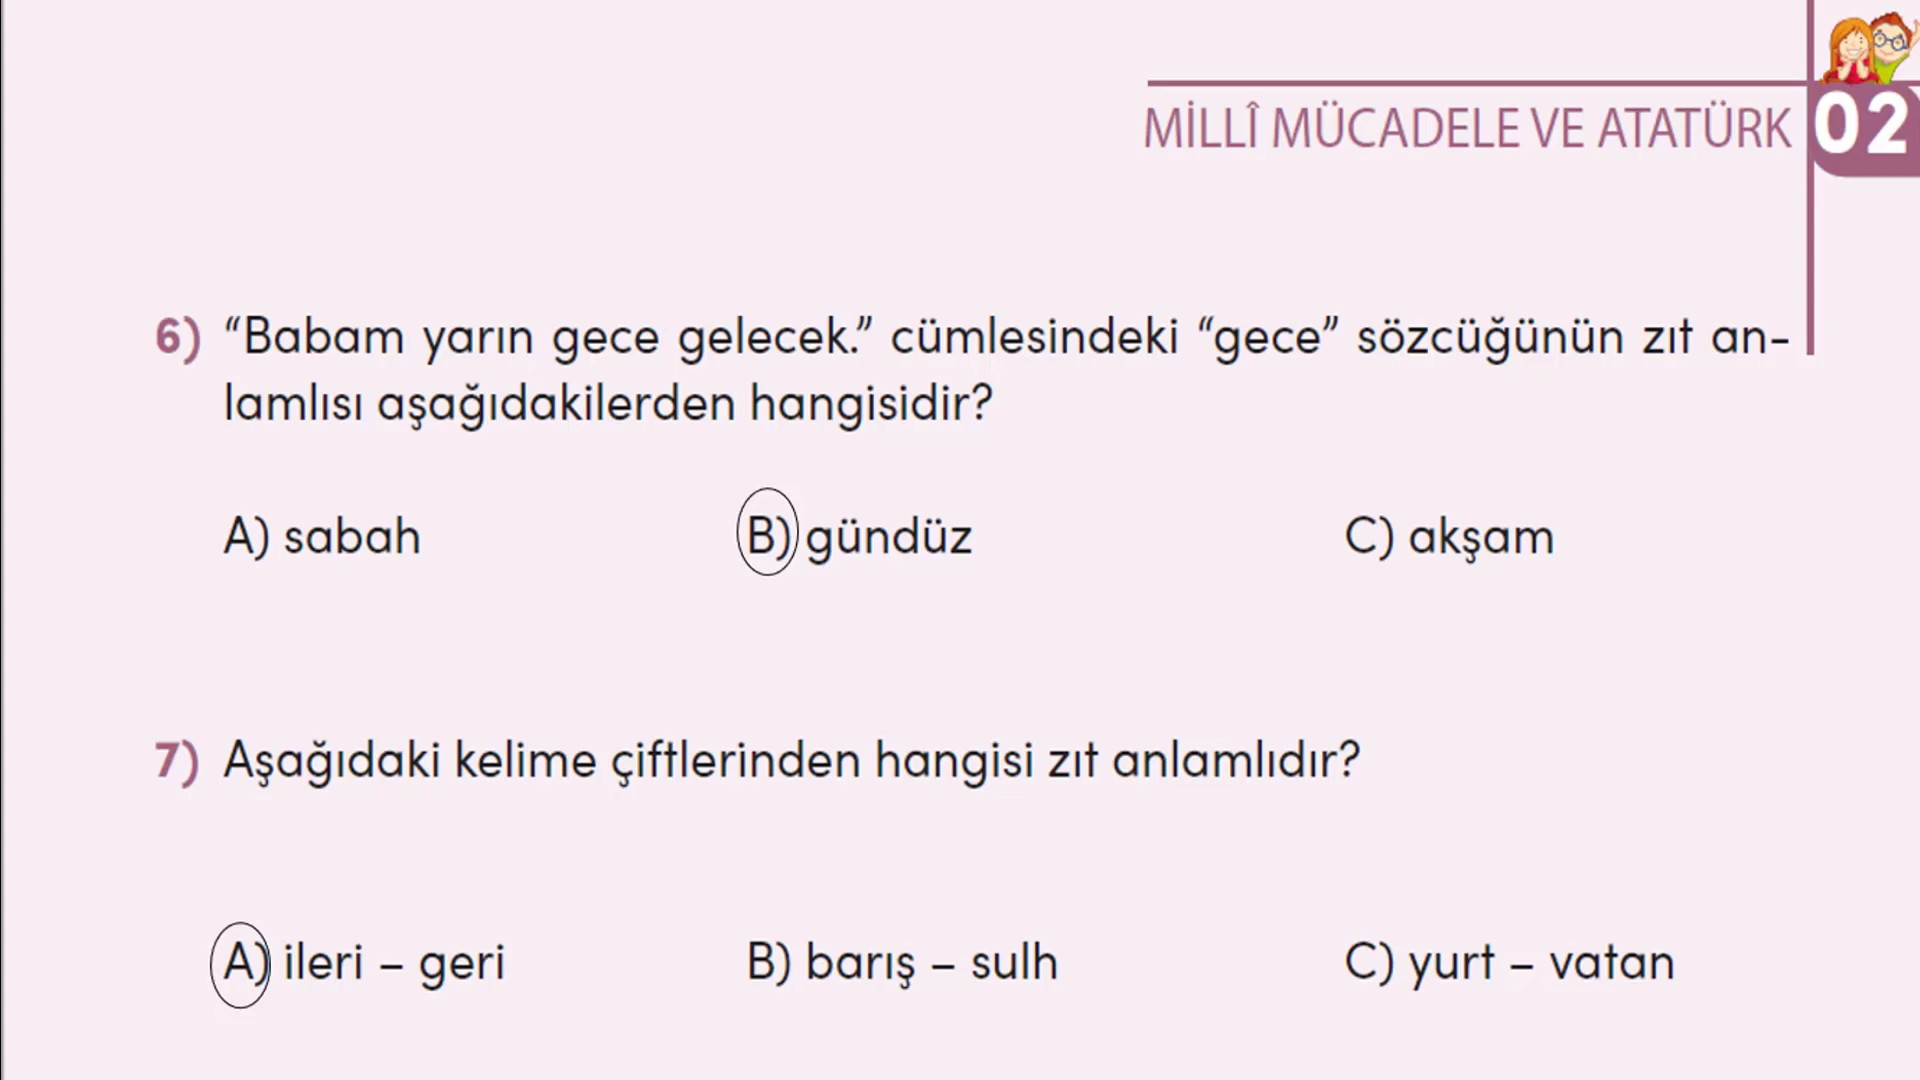 MİLLÎ MÜCADELE VE ATATÜRK 02
6) “Babam yarın gece gelecek.” cümlesindeki “gece” sözcüğünün zıt an-
lamlısı aşağıdakilerden hangisidir?
A) sabah B) gündüz C) akşam
7) Aşağıdaki kelime çiftlerinden hangisi zıt anlamlıdır?
A) ileri – geri B) barış – sulh C) yurt – vatan